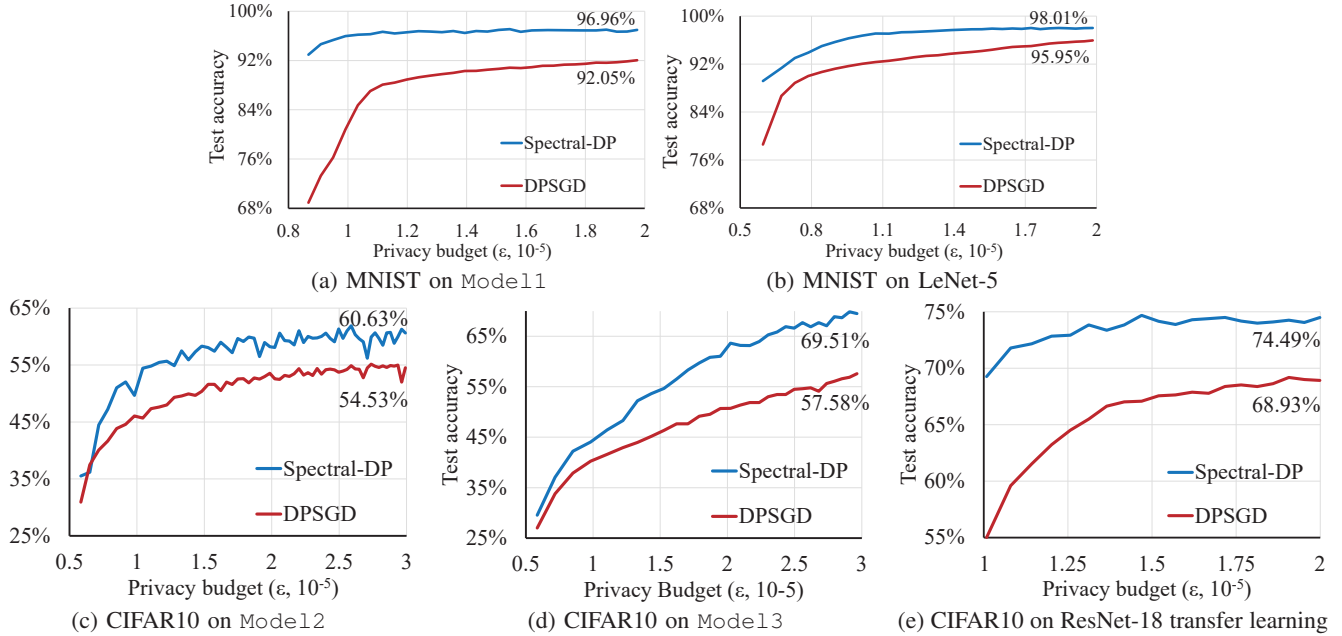 100%
92%
84%
76%
68%
Test accuracy
96.96%
92.05%
Spectral-DP
DPSGD
0.8 1 1.2 1.4 1.6 1.8 2
Privacy budget (ε, 10⁻⁵)
(a) MNIST on Model1
100%
92%
84%
76%
68%
Test accuracy
98.01%
95.95%
Spectral-DP
DPSGD
0.5 0.8 1.1 1.4 1.7 2
Privacy budget (ε, 10⁻⁵)
(b) MNIST on LeNet-5
65%
55%
45%
35%
25%
Test accuracy
60.63%
54.53%
Spectral-DP
DPSGD
0.5 1 1.5 2 2.5 3
Privacy budget (ε, 10⁻⁵)
(c) CIFAR10 on Model2
65%
55%
45%
35%
25%
Test accuracy
69.51%
57.58%
Spectral-DP
DPSGD
0.5 1 1.5 2 2.5 3
Privacy Budget (ε, 10-5)
(d) CIFAR10 on Model3
75%
70%
65%
60%
55%
Test accuracy
74.49%
68.93%
Spectral-DP
DPSGD
1 1.25 1.5 1.75 2
Privacy budget (ε, 10⁻⁵)
(e) CIFAR10 on ResNet-18 transfer learning